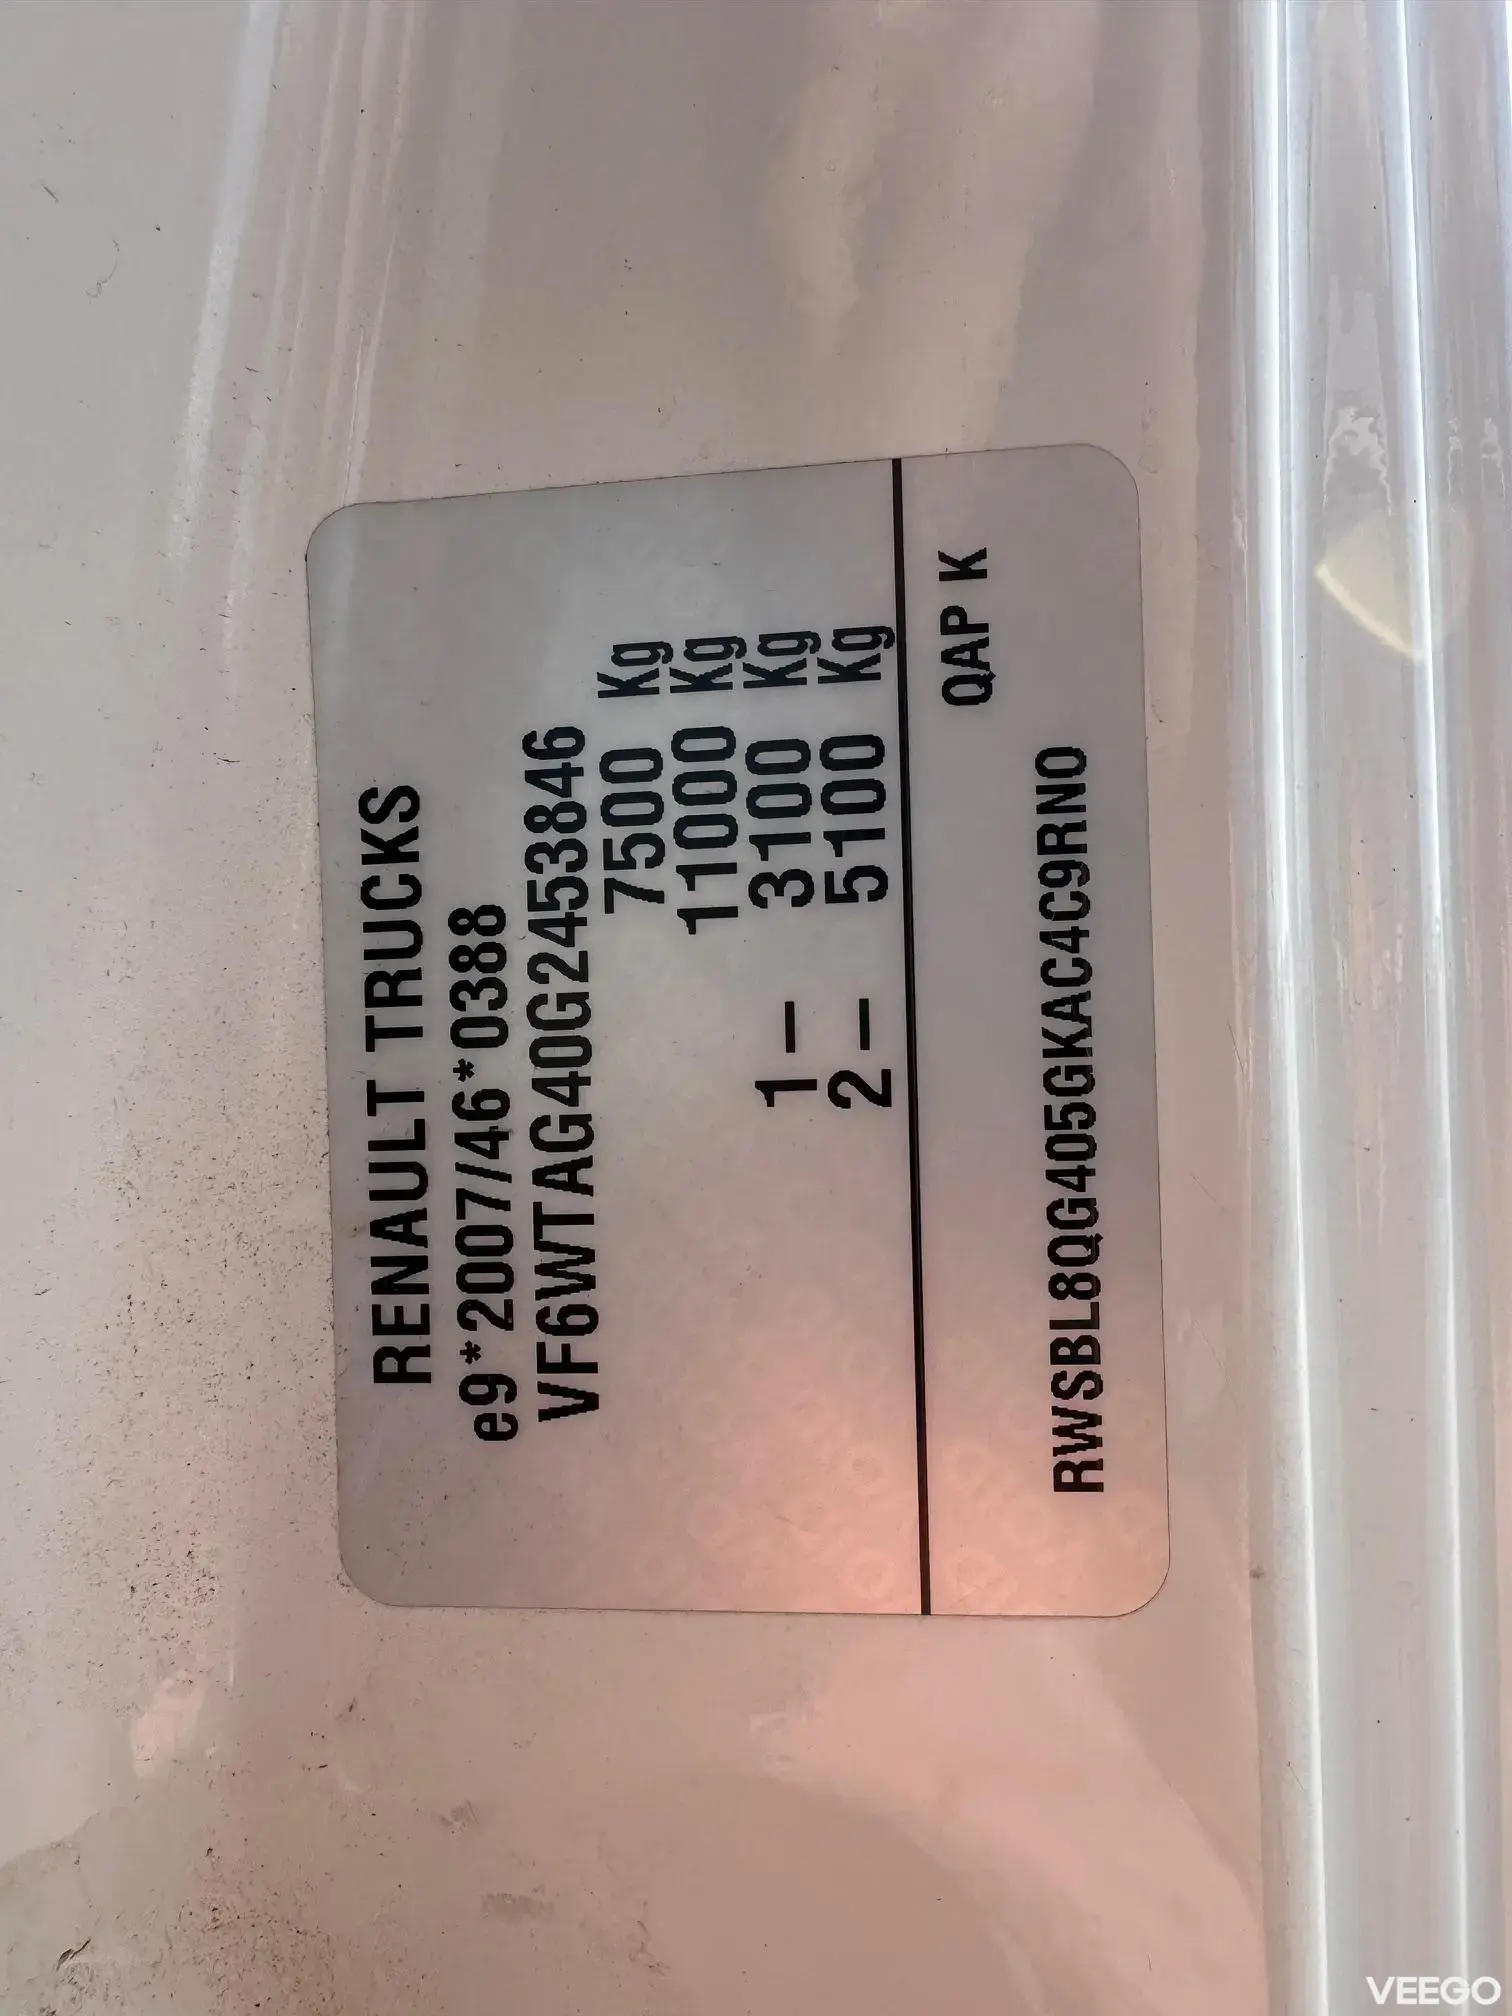 RENAULT TRUCKS
e9*2007/46*0388
VF6WTAG40G2453846
7500 Kg
11000 Kg
1 – 3100 Kg
2 – 5100 Kg
QAP K
RWSBL8QG405GKAC4C9RN0
VEEGO